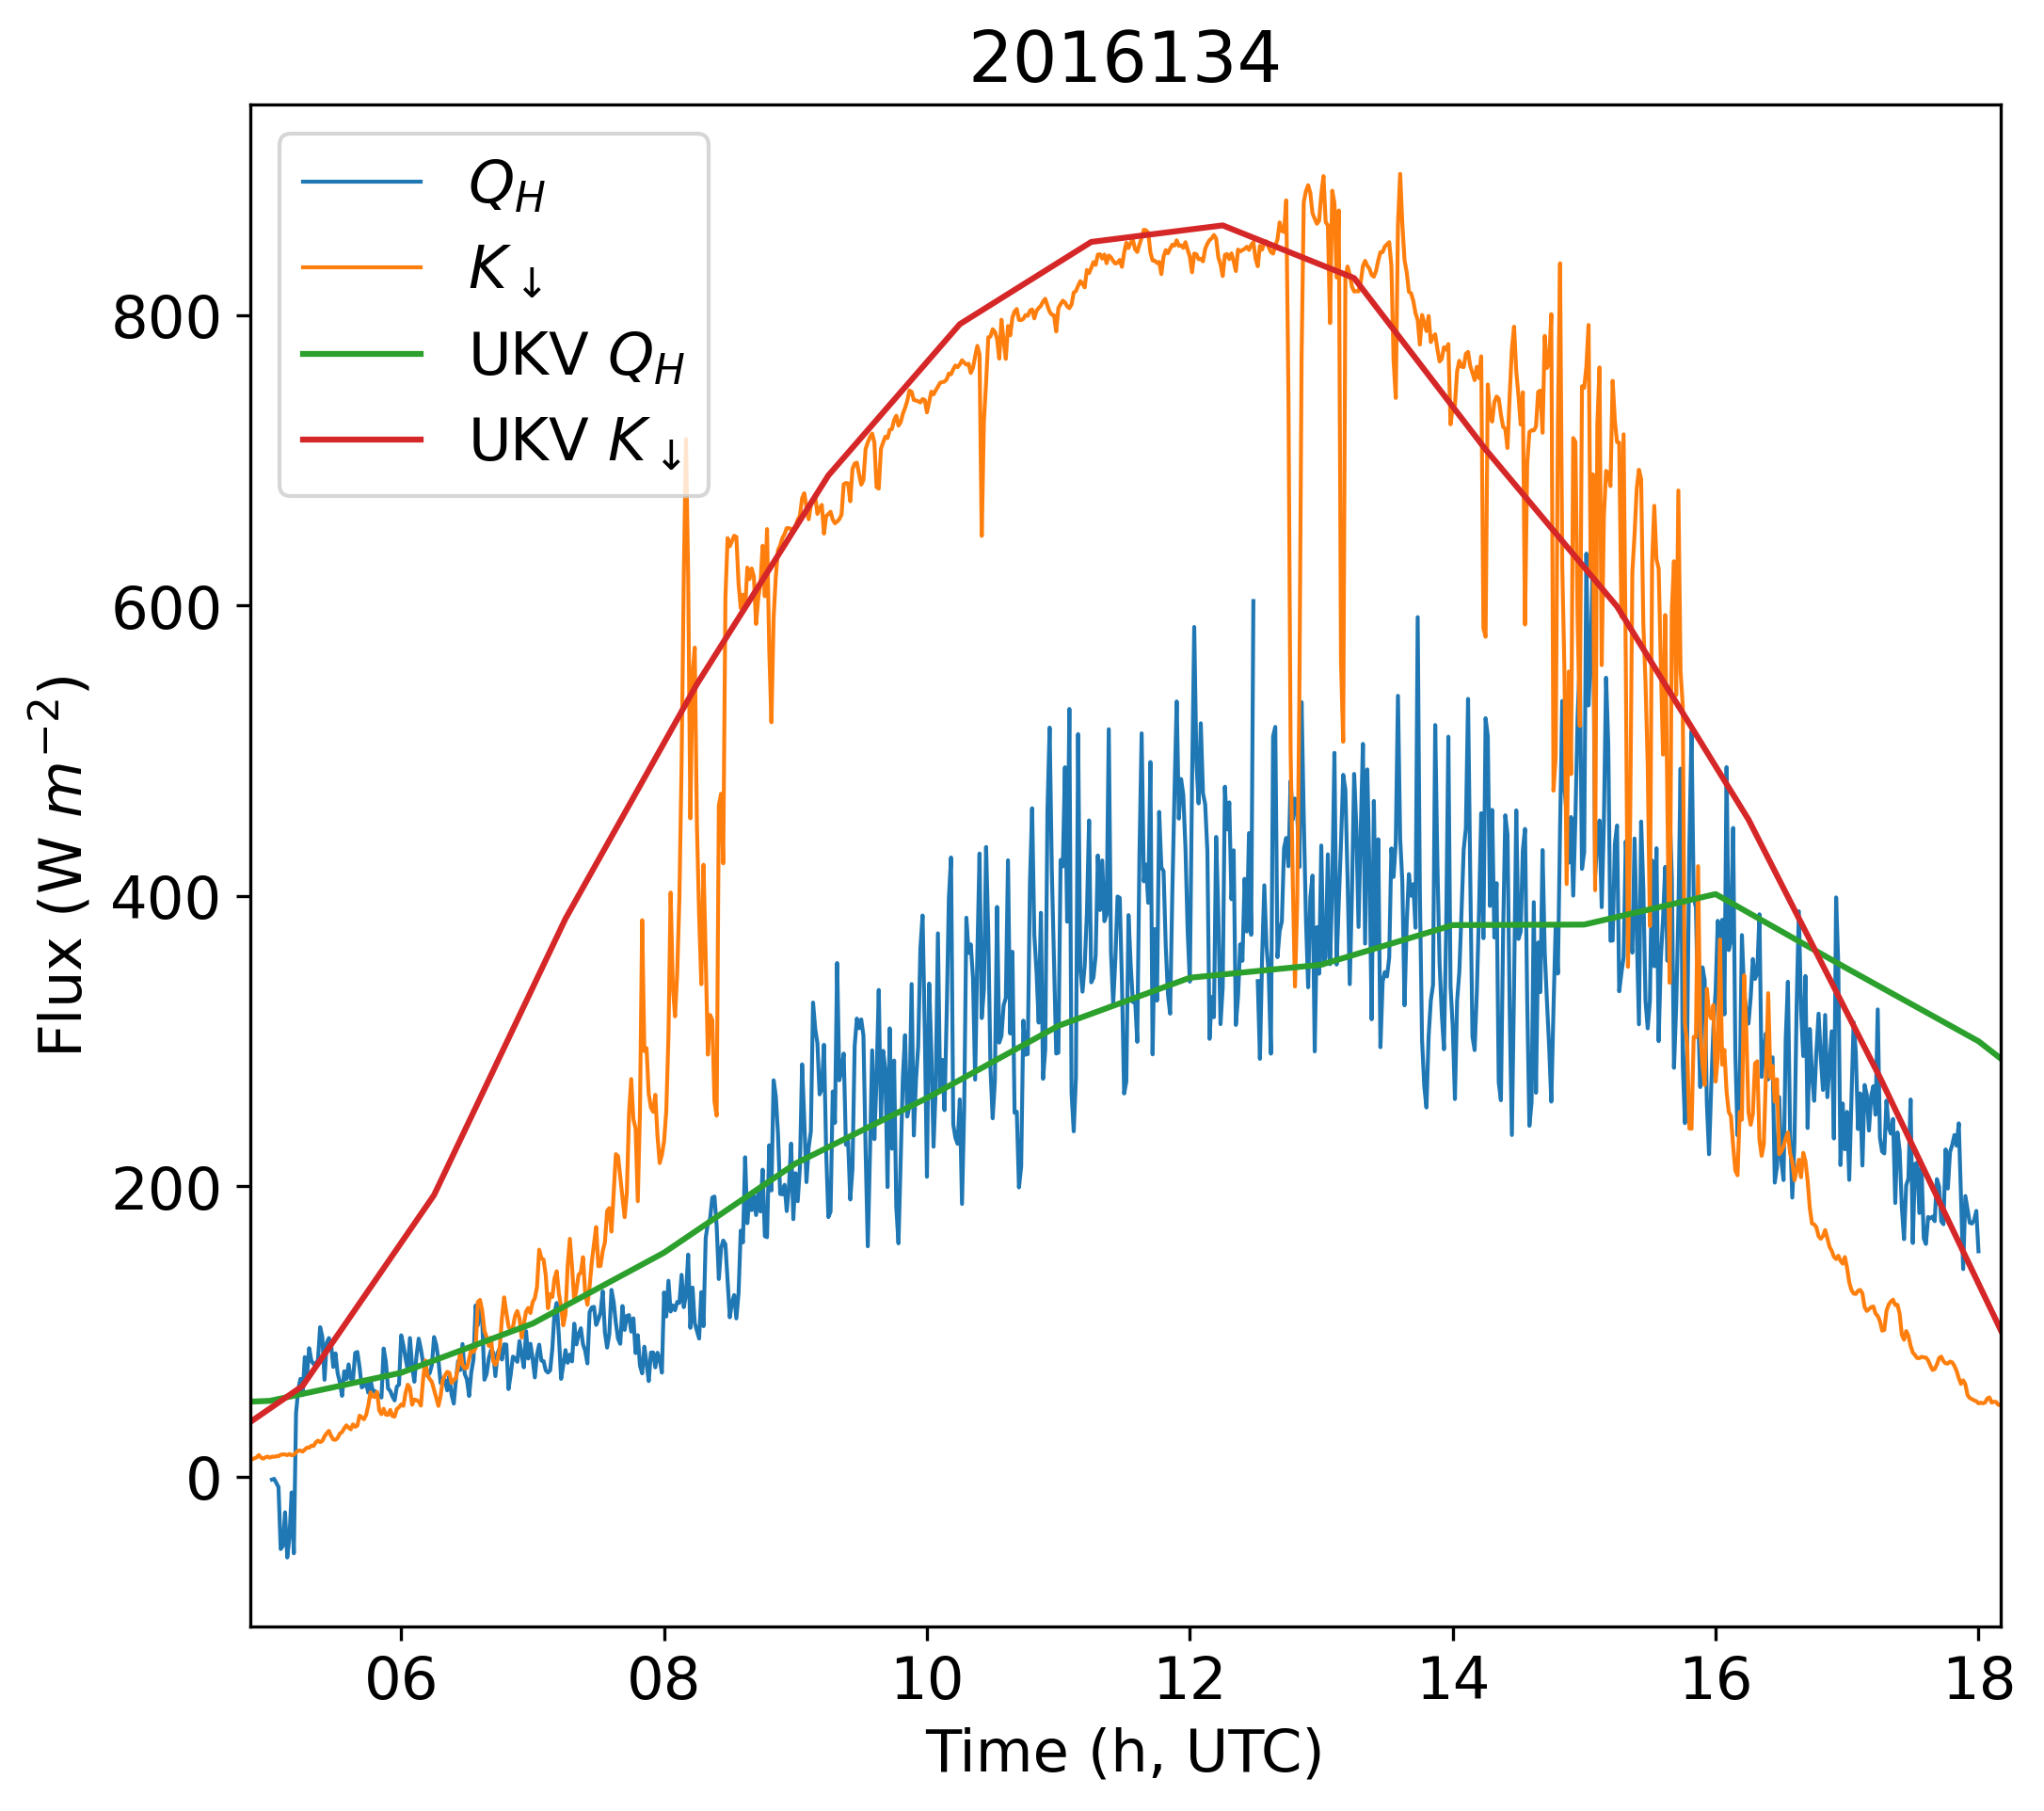 2016134
Q_H
K_↓
UKV Q_H
UKV K_↓
Flux (W m^{-2})
800
600
400
200
0
06 08 10 12 14 16 18
Time (h, UTC)